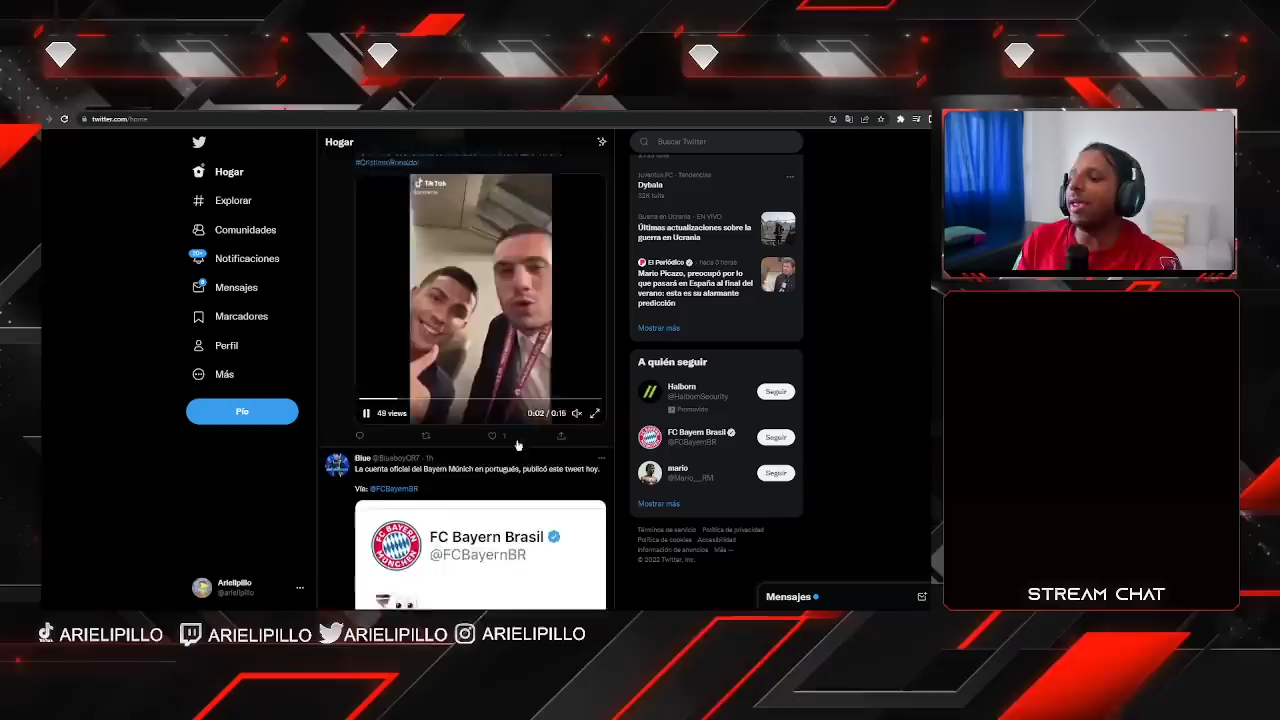 twitter.com/home
Hogar
Explorar
Comunidades
20+
Notificaciones
Mensajes
Marcadores
Perfil
Más
Pío
Arielipillo
@arielipillo
Hogar
#CristianoRonaldo
TikTok
49 views
0:02 / 0:15
1
Blue @BlueboyCR7 · 1h
La cuenta oficial del Bayern Múnich en portugués, publicó este tweet hoy.
Vía: @FCBayernBR
FC Bayern Brasil
@FCBayernBR
Buscar Twitter
Juventus FC · Tendencias
Dybala
32K tuits
Guerra en Ucrania · EN VIVO
Últimas actualizaciones sobre la
guerra en Ucrania
El Periódico · hace 3 horas
Mario Picazo, preocupó por lo
que pasará en España al final del
verano: esta es su alarmante
predicción
Mostrar más
A quién seguir
Halborn
@HalbornSecurity
Promovido
Seguir
FC Bayern Brasil
@FCBayernBR
Seguir
mario
@Mario__RM
Seguir
Mostrar más
Términos de servicio Política de privacidad
Política de cookies Accesibilidad
Información de anuncios Más
© 2022 Twitter, Inc.
Mensajes
STREAM CHAT
ARIELIPILLO ARIELIPILLO ARIELIPILLO ARIELIPILLO